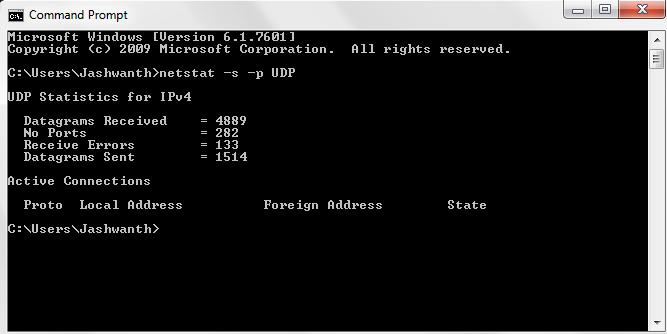 Command Prompt
Microsoft Windows [Version 6.1.7601]
Copyright (c) 2009 Microsoft Corporation.  All rights reserved.
C:\Users\Jashwanth>netstat -s -p UDP
UDP Statistics for IPv4
Datagrams Received    = 4889
No Ports              = 282
Receive Errors        = 133
Datagrams Sent        = 1514
Active Connections
Proto  Local Address          Foreign Address        State
C:\Users\Jashwanth>